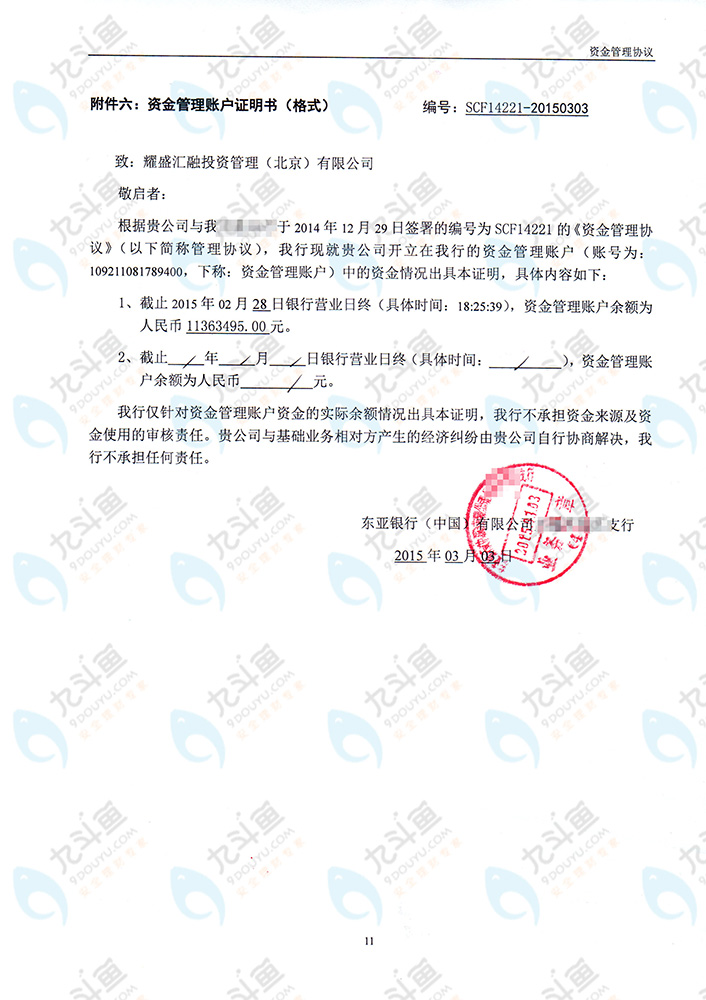 资金管理协议
附件六：资金管理账户证明书（格式） 编号：SCF14221-20150303
致：耀盛汇融投资管理（北京）有限公司
敬启者：
根据贵公司与我 于 2014 年 12 月 29 日签署的编号为 SCF14221 的《资金管理协
议》（以下简称管理协议），我行现就贵公司开立在我行的资金管理账户（账号为：
109211081789400，下称：资金管理账户）中的资金情况出具本证明，具体内容如下：
1、截止 2015 年 02 月 28 日银行营业日终（具体时间：18:25:39），资金管理账户余额为
人民币 11363495.00 元。
2、截止 / 年 / 月 / 日银行营业日终（具体时间： / ），资金管理账
户余额为人民币 / 元。
我行仅针对资金管理账户资金的实际余额情况出具本证明，我行不承担资金来源及资
金使用的审核责任。贵公司与基础业务相对方产生的经济纠纷由贵公司自行协商解决，我
行不承担任何责任。
东亚银行（中国）有限公司 支行
2015 年 03 月 03 日
业务章
九斗鱼
9DOUYU.COM
安全理财专家
11